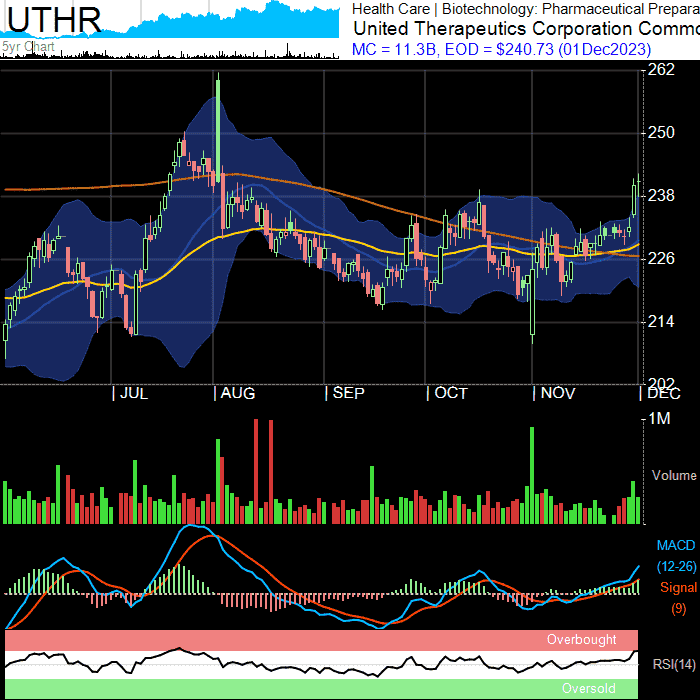 UTHR
5yr Chart
Health Care | Biotechnology: Pharmaceutical Prepara
United Therapeutics Corporation Commo
MC = 11.3B, EOD = $240.73 (01Dec2023)
262
250
238
226
214
202
JUL
AUG
SEP
OCT
NOV
DEC
1M
Volume
MACD
(12-26)
Signal
(9)
Overbought
RSI(14)
Oversold